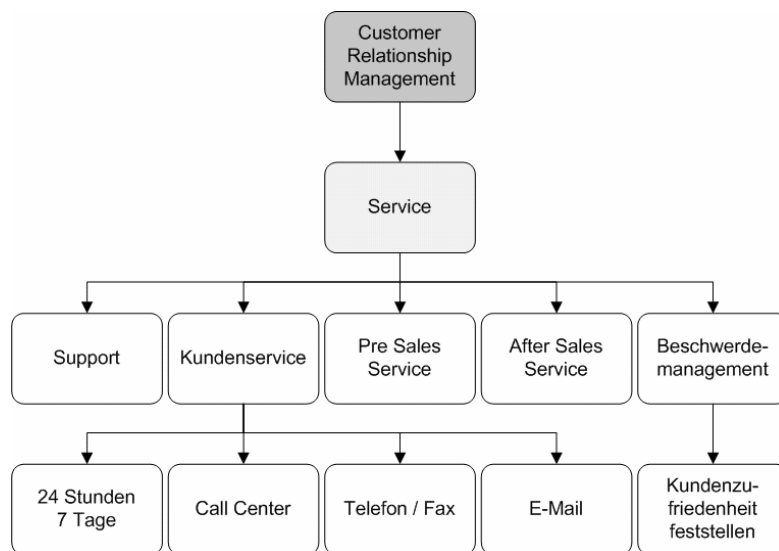 Customer
Relationship
Management
Service
Support
Kundenservice
Pre Sales
Service
After Sales
Service
Beschwerde-
management
24 Stunden
7 Tage
Call Center
Telefon / Fax
E-Mail
Kundenzu-
friedenheit
feststellen